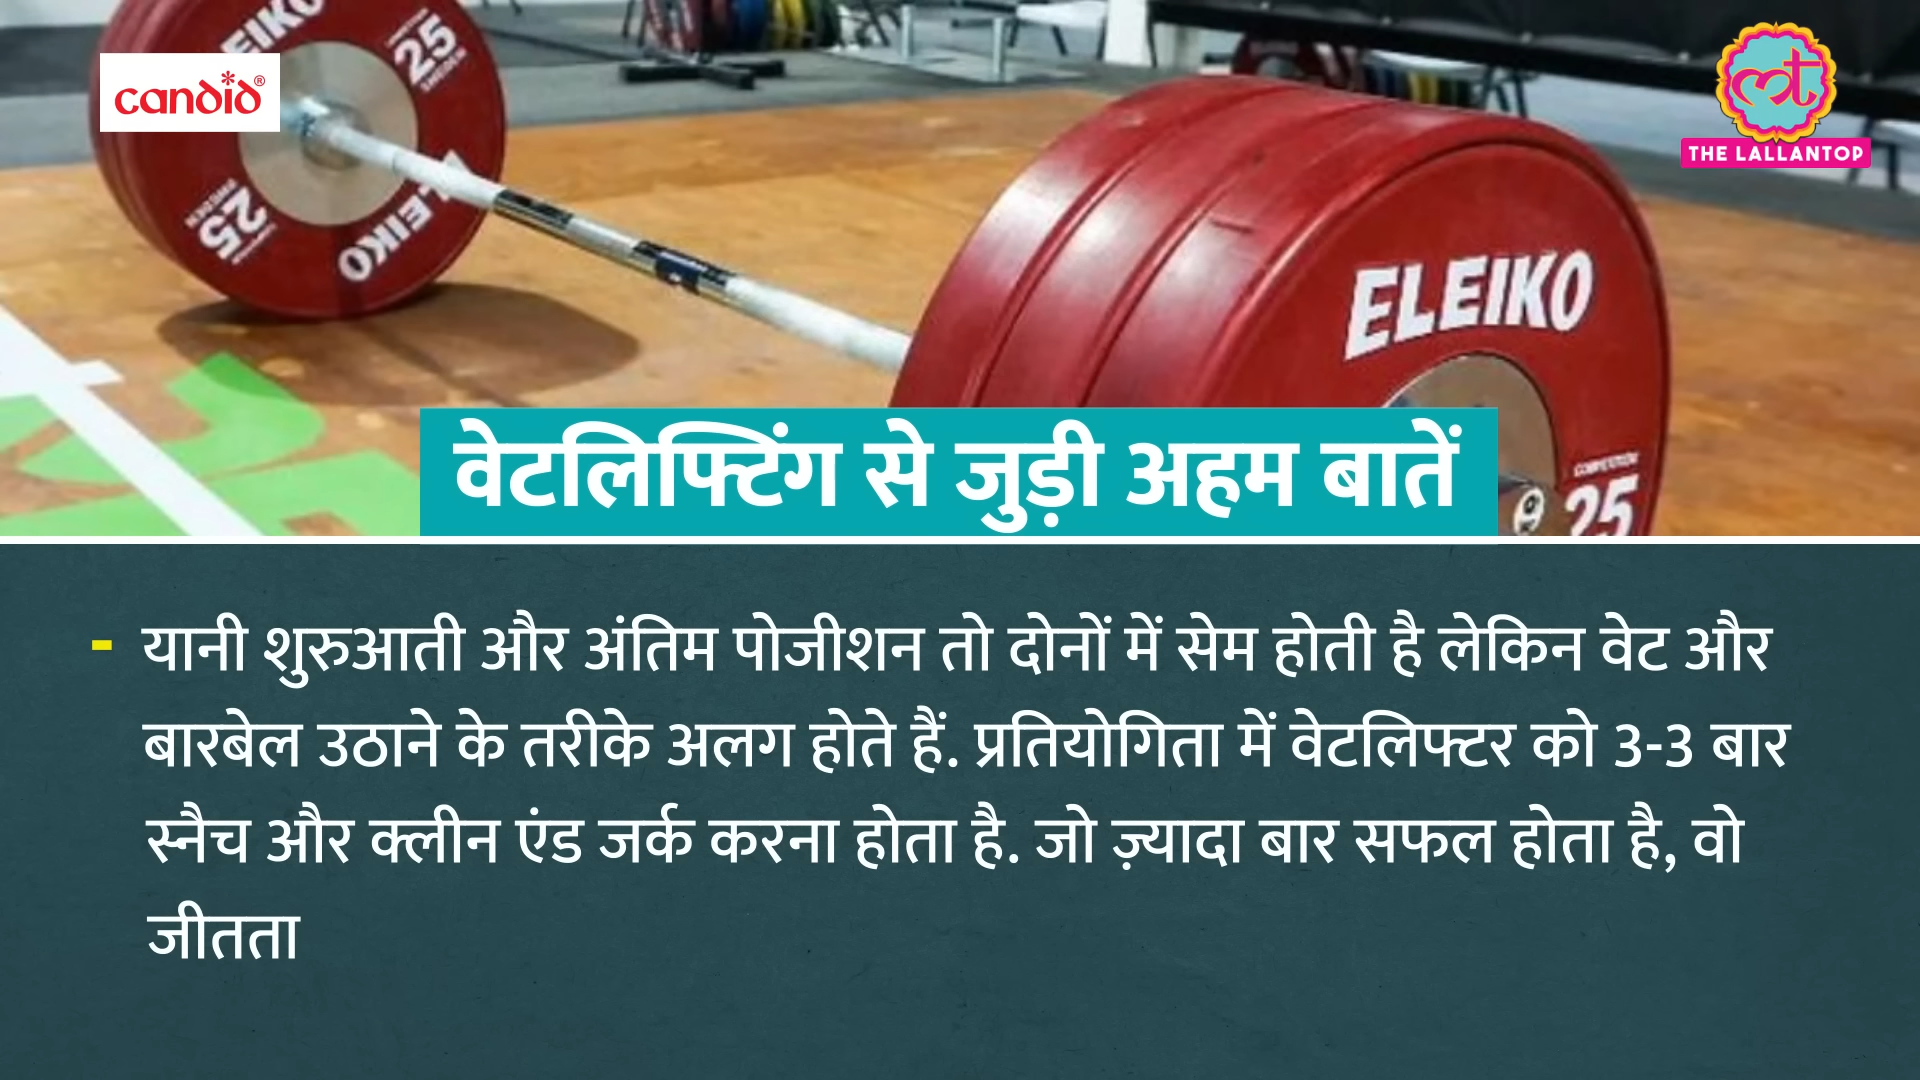 candid®
THE LALLANTOP
ELEIKO
25
25
ELEIKO
ELEIKO
COMPETITION
25
वेटलिफ्टिंग से जुड़ी अहम बातें
- यानी शुरुआती और अंतिम पोजीशन तो दोनों में सेम होती है लेकिन वेट और
बारबेल उठाने के तरीके अलग होते हैं. प्रतियोगिता में वेटलिफ्टर को 3-3 बार
स्नैच और क्लीन एंड जर्क करना होता है. जो ज़्यादा बार सफल होता है, वो
जीतता